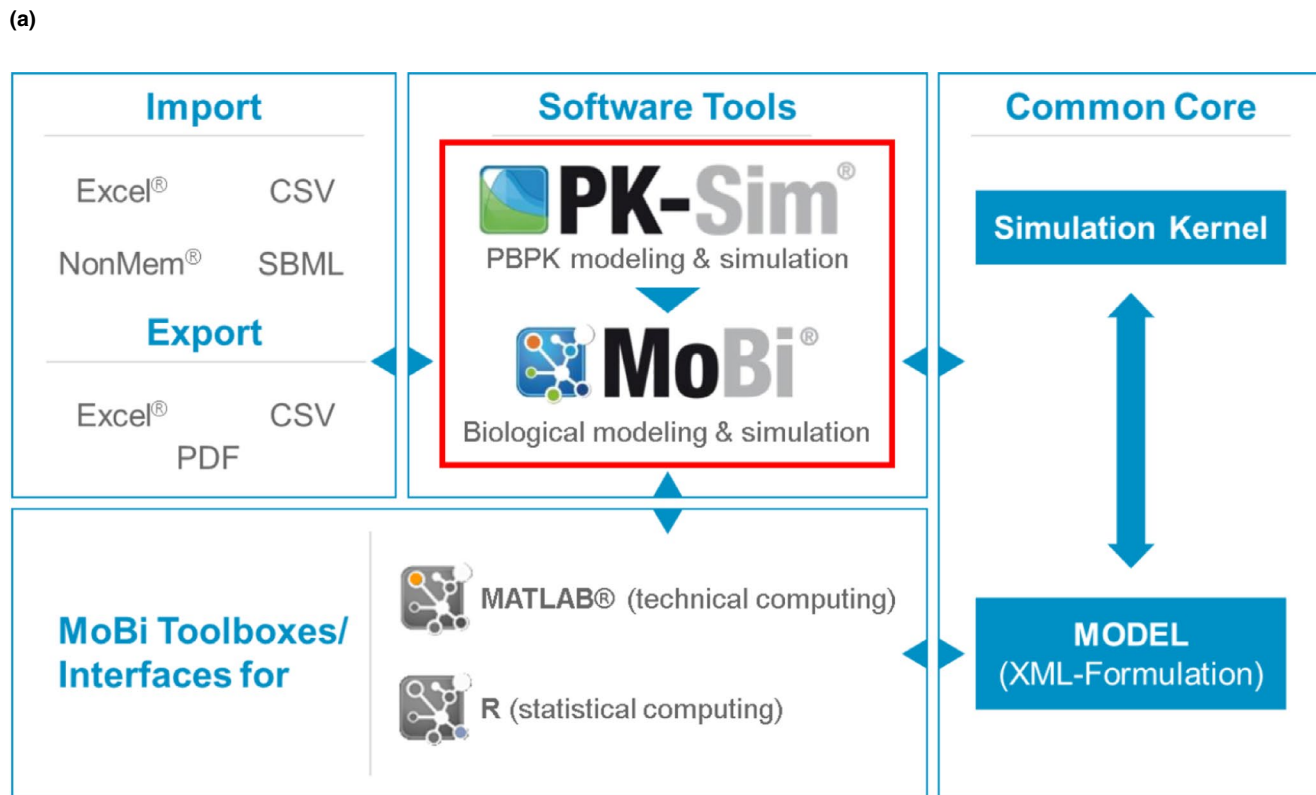 (a)
Import
Excel® CSV
NonMem® SBML
Export
Excel® CSV
PDF
Software Tools
PK-Sim®
PBPK modeling & simulation
MoBi®
Biological modeling & simulation
Common Core
Simulation Kernel
MODEL
(XML-Formulation)
MoBi Toolboxes/
Interfaces for
MATLAB® (technical computing)
R (statistical computing)